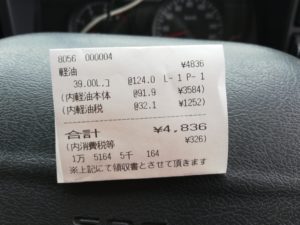 8056 000004
軽油 ¥4836
39.00L コ @124.0 L-1P-1
(内軽油本体 @91.9 ¥3584)
(内軽油税 @32.1 ¥1252)
合計 ¥4,836
(内消費税等 ¥326)
1万 5164 5千 164
※上記にて領収書とさせて頂きます